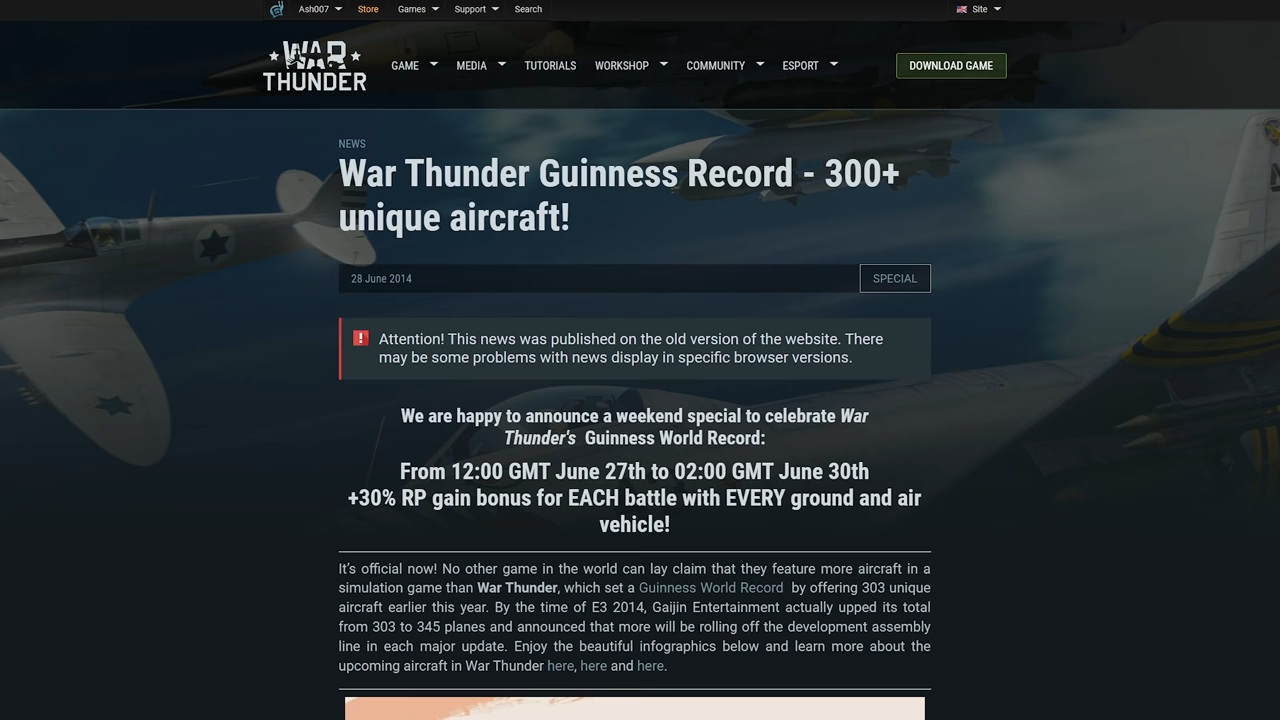 Ash007
Store
Games
Support
Search
Site
WAR
THUNDER
GAME
MEDIA
TUTORIALS
WORKSHOP
COMMUNITY
ESPORT
DOWNLOAD GAME
NEWS
War Thunder Guinness Record - 300+
unique aircraft!
28 June 2014
SPECIAL
Attention! This news was published on the old version of the website. There
may be some problems with news display in specific browser versions.
We are happy to announce a weekend special to celebrate War
Thunder's Guinness World Record:
From 12:00 GMT June 27th to 02:00 GMT June 30th
+30% RP gain bonus for EACH battle with EVERY ground and air
vehicle!
It’s official now! No other game in the world can lay claim that they feature more aircraft in a
simulation game than War Thunder, which set a Guinness World Record by offering 303 unique
aircraft earlier this year. By the time of E3 2014, Gaijin Entertainment actually upped its total
from 303 to 345 planes and announced that more will be rolling off the development assembly
line in each major update. Enjoy the beautiful infographics below and learn more about the
upcoming aircraft in War Thunder here, here and here.